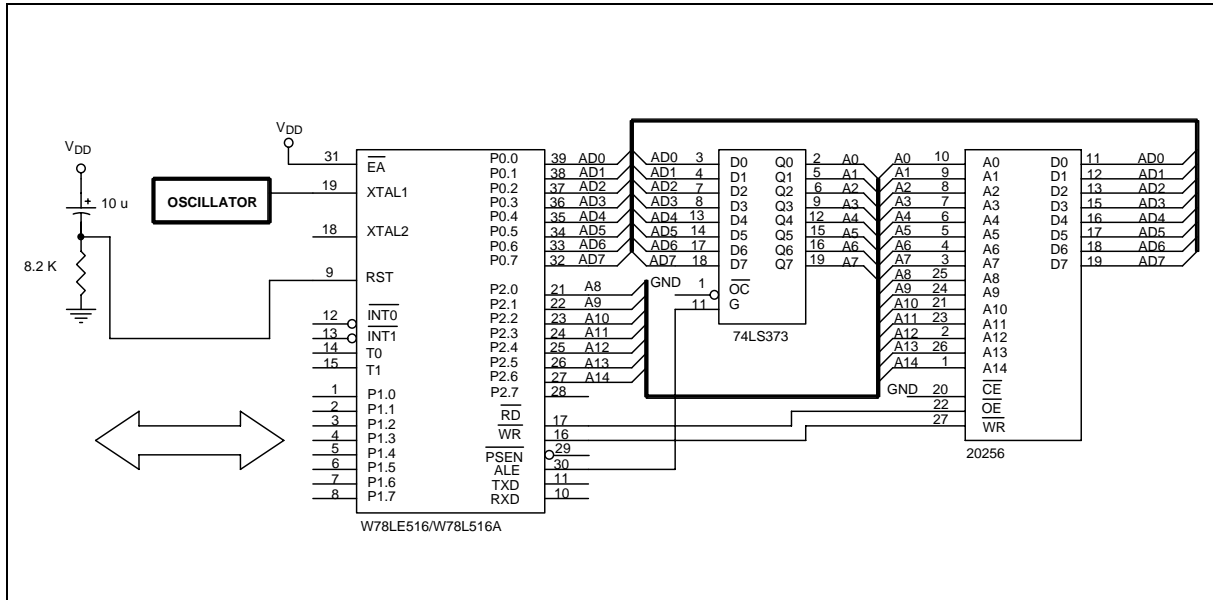 VDD
10 u
8.2 K
OSCILLATOR
VDD
31 EA
19 XTAL1
18 XTAL2
9 RST
12 INT0
13 INT1
14 T0
15 T1
1 P1.0
2 P1.1
3 P1.2
4 P1.3
5 P1.4
6 P1.5
7 P1.6
8 P1.7
P0.0 39 AD0
P0.1 38 AD1
P0.2 37 AD2
P0.3 36 AD3
P0.4 35 AD4
P0.5 34 AD5
P0.6 33 AD6
P0.7 32 AD7
P2.0 21 A8
P2.1 22 A9
P2.2 23 A10
P2.3 24 A11
P2.4 25 A12
P2.5 26 A13
P2.6 27 A14
P2.7 28
RD 17
WR 16
PSEN 29
ALE 30
TXD 11
RXD 10
W78LE516/W78L516A
AD0 3 D0 Q0 2 A0
AD1 4 D1 Q1 5 A1
AD2 7 D2 Q2 6 A2
AD3 8 D3 Q3 9 A3
AD4 13 D4 Q4 12 A4
AD5 14 D5 Q5 15 A5
AD6 17 D6 Q6 16 A6
AD7 18 D7 Q7 19 A7
GND 1 OC
11 G
74LS373
A0 10 A0 D0 11 AD0
A1 9 A1 D1 12 AD1
A2 8 A2 D2 13 AD2
A3 7 A3 D3 15 AD3
A4 6 A4 D4 16 AD4
A5 5 A5 D5 17 AD5
A6 4 A6 D6 18 AD6
A7 3 A7 D7 19 AD7
A8 25 A8
A9 24 A9
A10 21 A10
A11 23 A11
A12 2 A12
A13 26 A13
A14 1 A14
GND 20 CE
22 OE
27 WR
20256